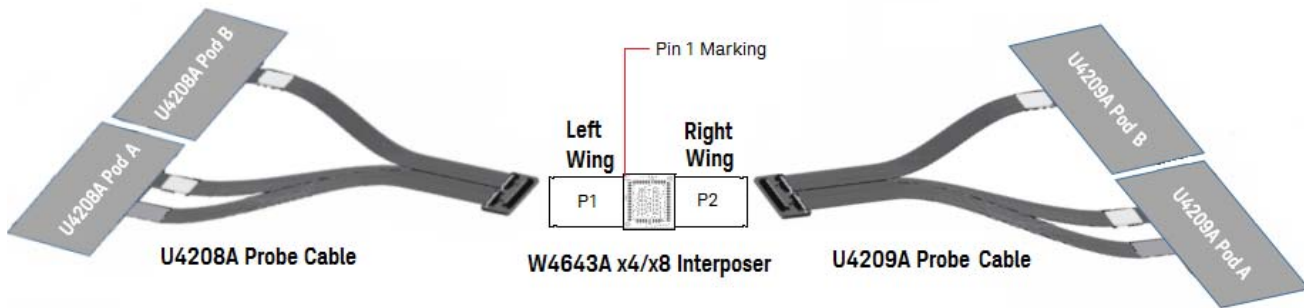 U4208A Pod B
U4208A Pod A
Pin 1 Marking
Left
Wing
Right
Wing
P1
P2
U4209A Pod B
U4209A Pod A
U4208A Probe Cable
W4643A x4/x8 Interposer
U4209A Probe Cable